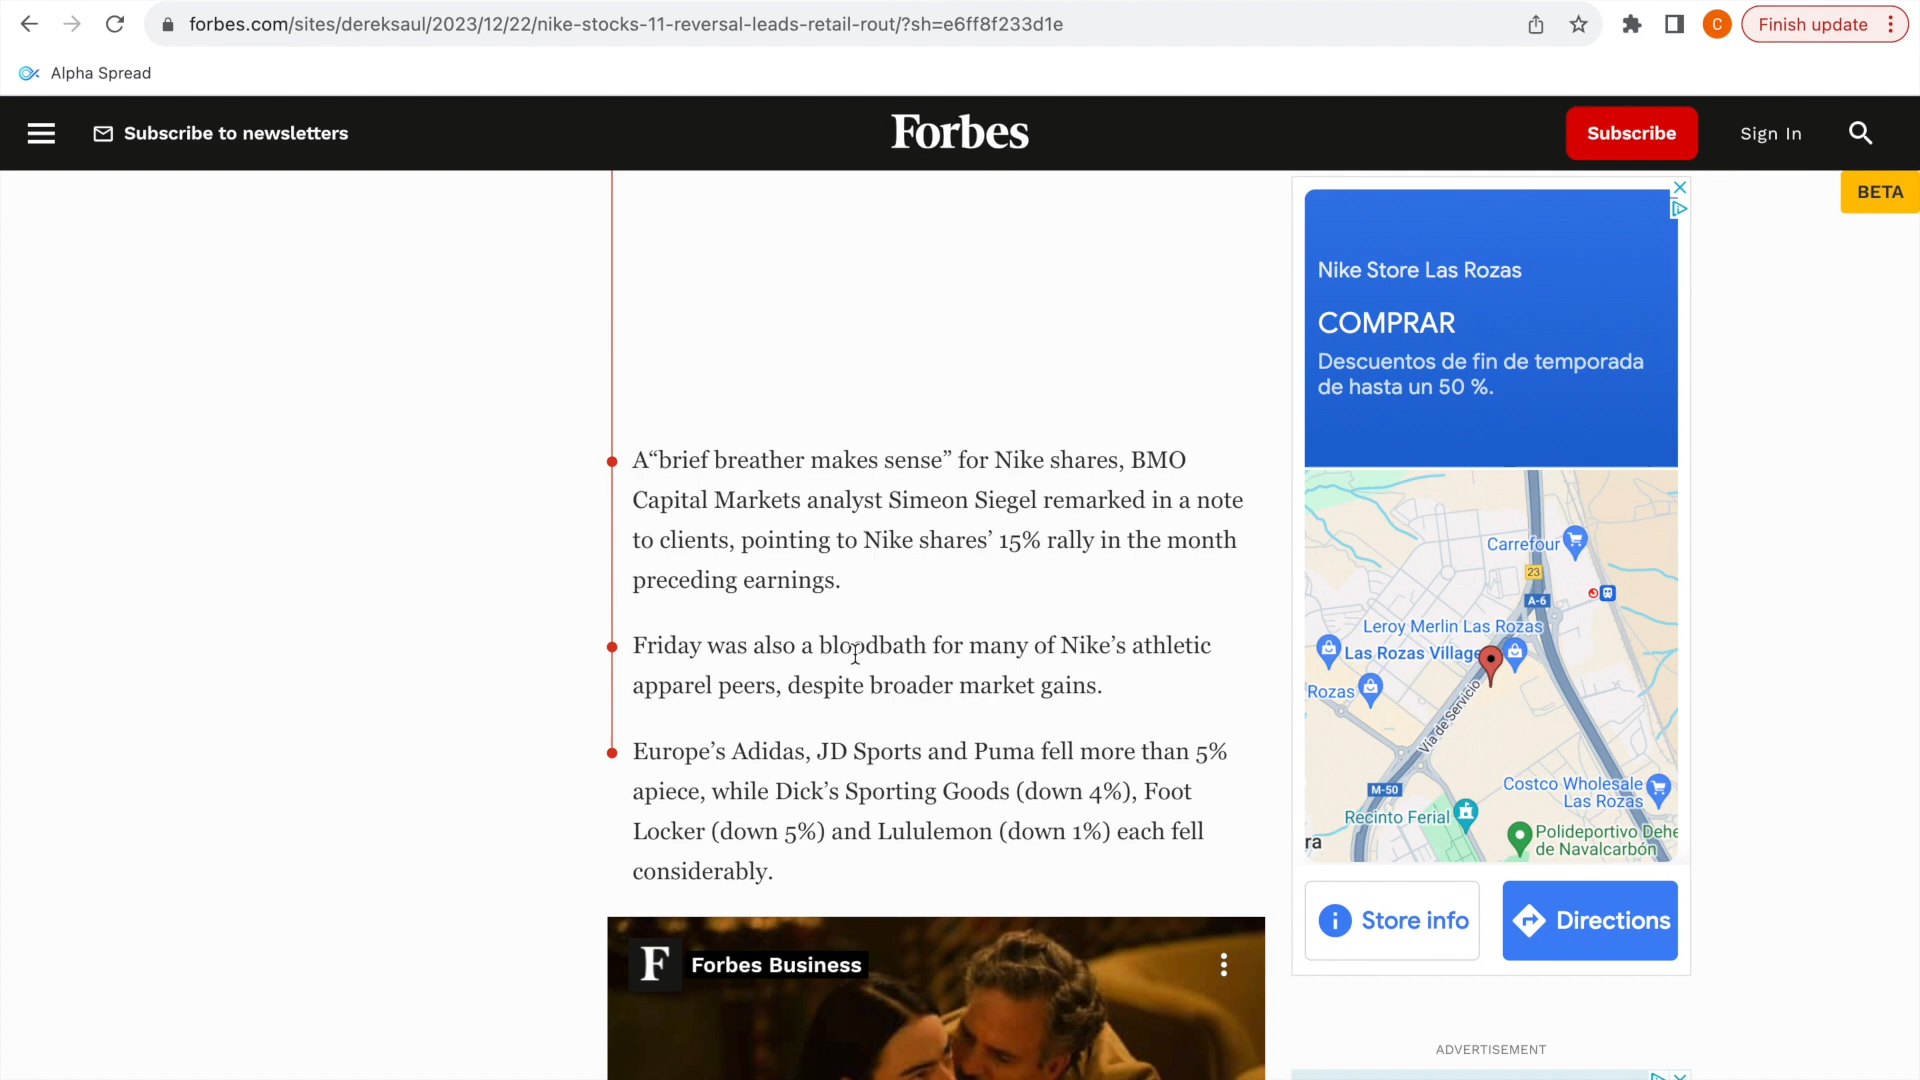 forbes.com/sites/dereksaul/2023/12/22/nike-stocks-11-reversal-leads-retail-rout/?sh=e6ff8f233d1e
C
Finish update
Alpha Spread
Subscribe to newsletters
Forbes
Subscribe
Sign In
BETA
A“brief breather makes sense” for Nike shares, BMO
Capital Markets analyst Simeon Siegel remarked in a note
to clients, pointing to Nike shares’ 15% rally in the month
preceding earnings.
Friday was also a bloodbath for many of Nike’s athletic
apparel peers, despite broader market gains.
Europe’s Adidas, JD Sports and Puma fell more than 5%
apiece, while Dick’s Sporting Goods (down 4%), Foot
Locker (down 5%) and Lululemon (down 1%) each fell
considerably.
F
Forbes Business
Nike Store Las Rozas
COMPRAR
Descuentos de fin de temporada
de hasta un 50 %.
Carrefour
23
A-6
Leroy Merlin Las Rozas
Las Rozas Village
Rozas
Vía de Servicio
M-50
Costco Wholesale
Las Rozas
Recinto Ferial
ra
Polideportivo Dehe
de Navalcarbón
Store info
Directions
ADVERTISEMENT